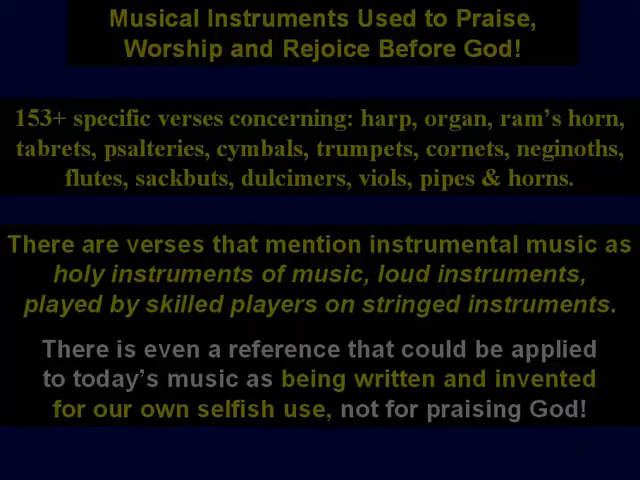 Musical Instruments Used to Praise,
Worship and Rejoice Before God!
153+ specific verses concerning: harp, organ, ram's horn,
tabrets, psalteries, cymbals, trumpets, cornets, neginoths,
flutes, sackbuts, dulcimers, viols, pipes & horns.
There are verses that mention instrumental music as
holy instruments of music, loud instruments,
played by skilled players on stringed instruments.
There is even a reference that could be applied
to today's music as being written and invented
for our own selfish use, not for praising God!